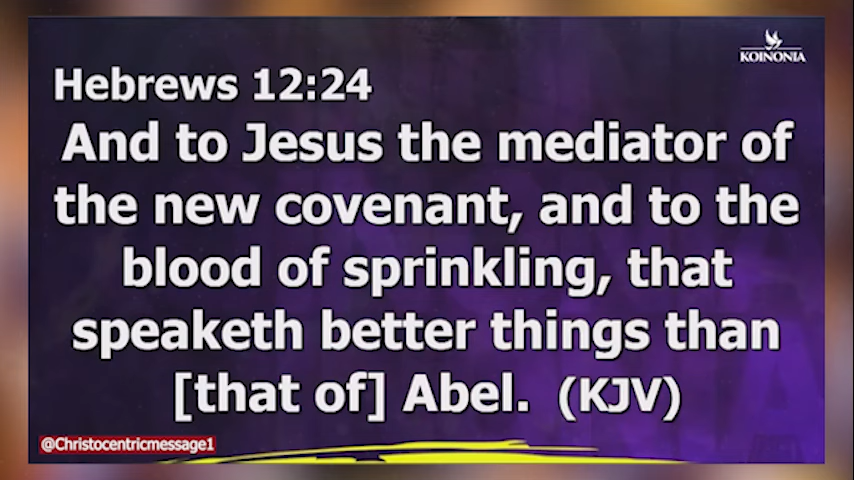 KOINONIA
Hebrews 12:24
And to Jesus the mediator of
the new covenant, and to the
blood of sprinkling, that
speaketh better things than
[that of] Abel. (KJV)
@Christocentricmessage1